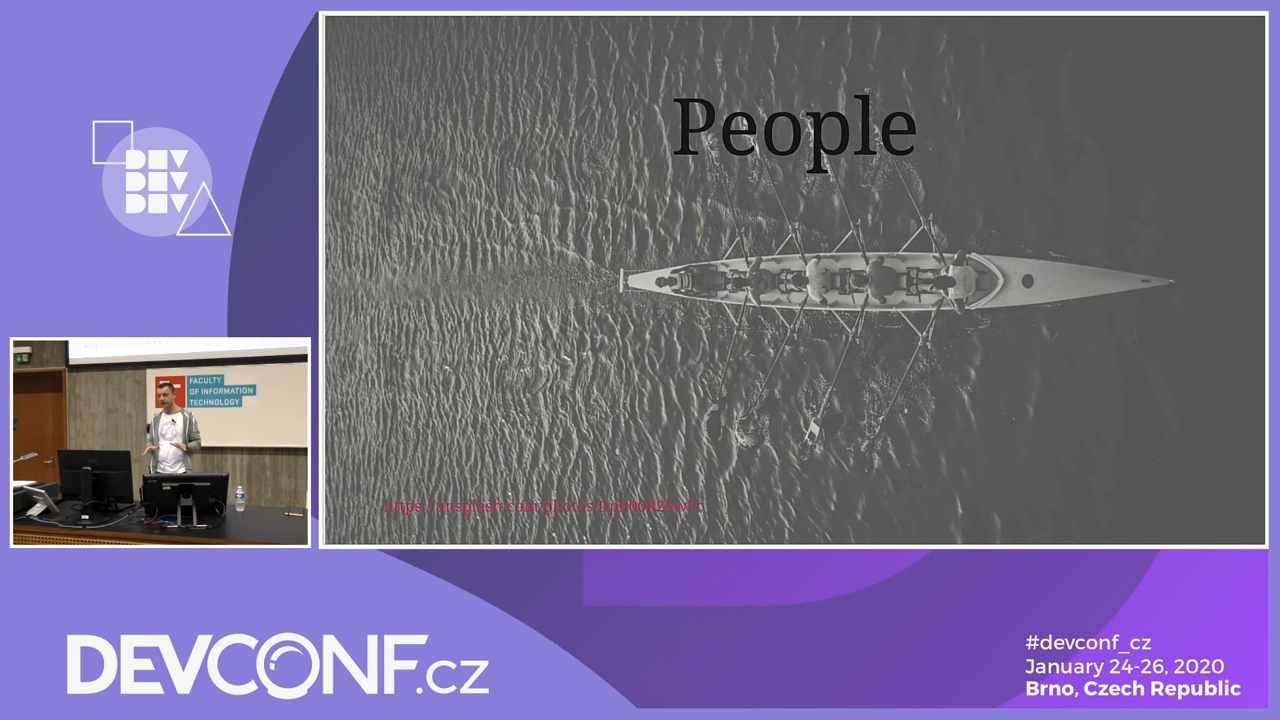 DEV
DEV
DEV
People
FACULTY
OF INFORMATION
TECHNOLOGY
DEVCONF.cz
#devconf_cz
January 24-26, 2020
Brno, Czech Republic